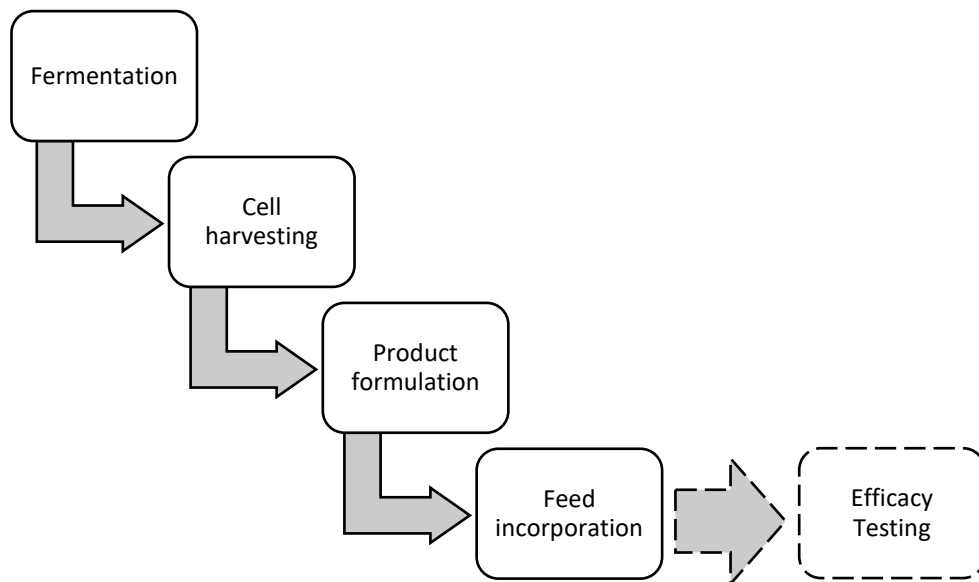 Fermentation
Cell
harvesting
Product
formulation
Feed
incorporation
Efficacy
Testing